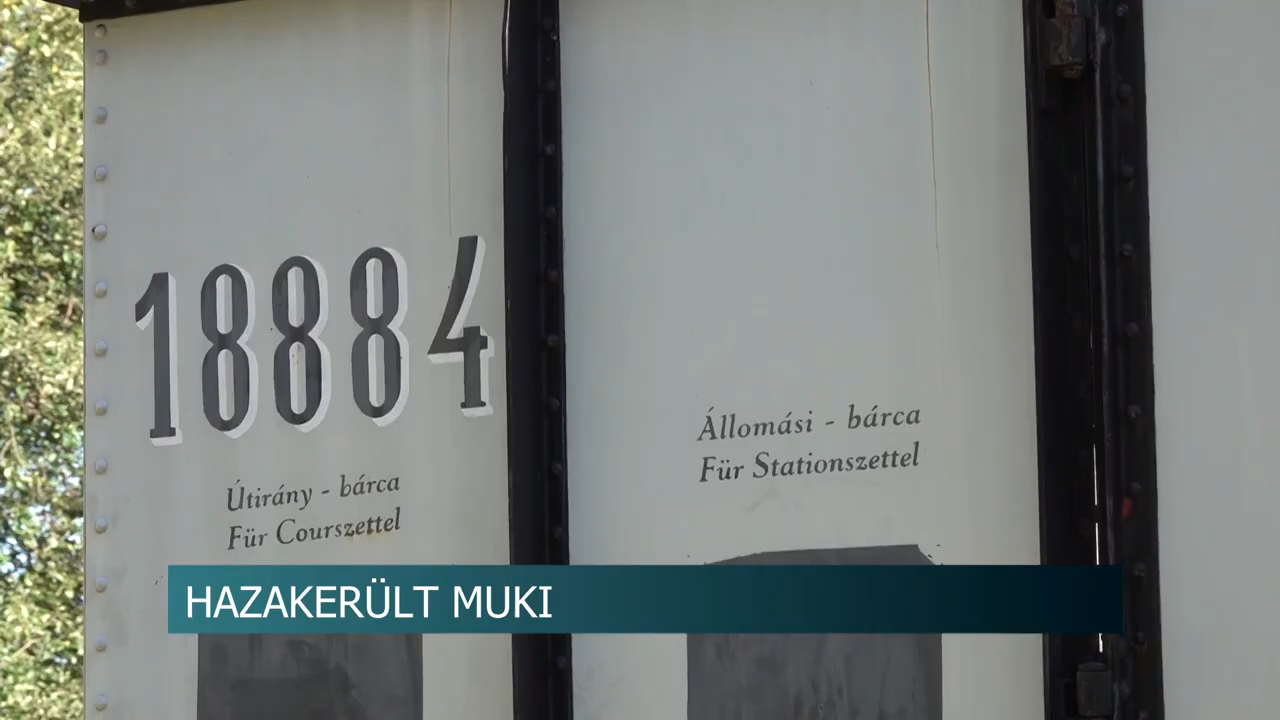 18884
Útirány - bárca
Für Courszettel
Állomási - bárca
Für Stationszettel
HAZAKERÜLT MUKI